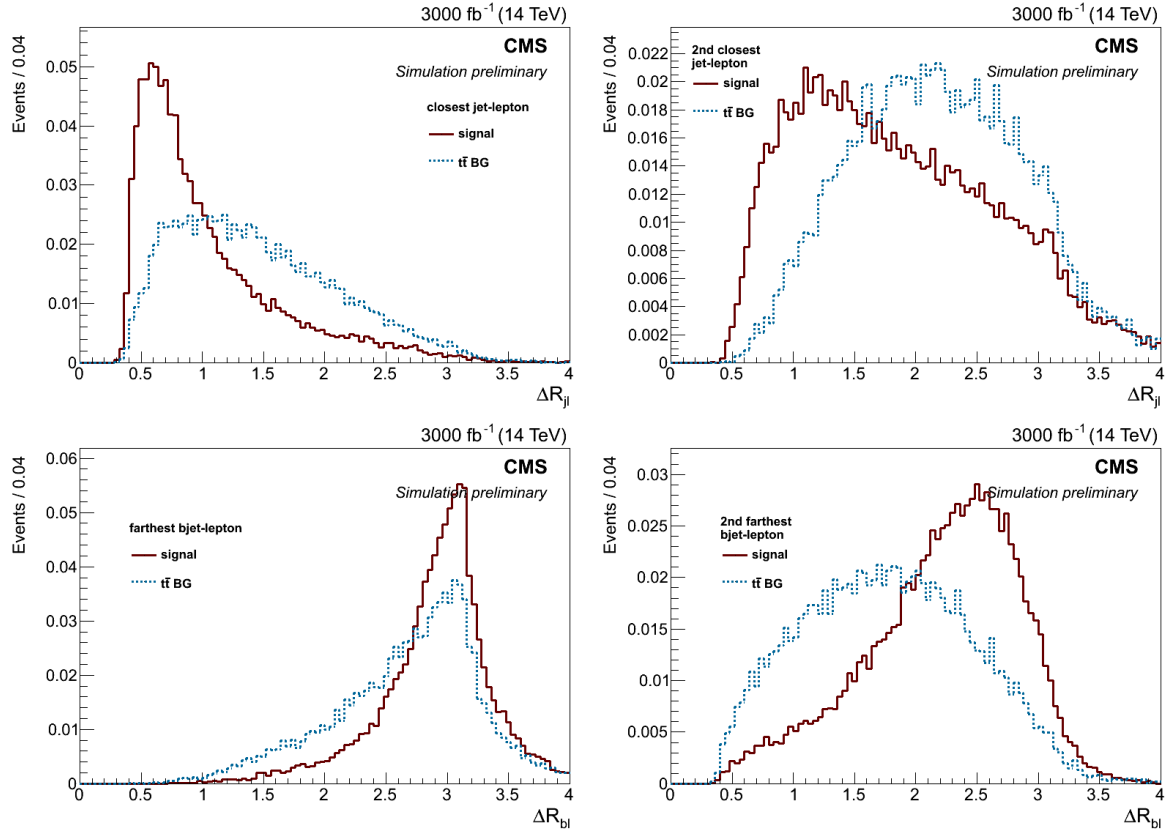 3000 fb⁻¹ (14 TeV)
Events / 0.04
CMS
Simulation preliminary
closest jet-lepton
signal
tt̄ BG
0.05
0.04
0.03
0.02
0.01
0
0 0.5 1 1.5 2 2.5 3 3.5 4
ΔR_jl
3000 fb⁻¹ (14 TeV)
Events / 0.04
CMS
Simulation preliminary
2nd closest
jet-lepton
signal
tt̄ BG
0.022
0.02
0.018
0.016
0.014
0.012
0.01
0.008
0.006
0.004
0.002
0
0 0.5 1 1.5 2 2.5 3 3.5 4
ΔR_jl
3000 fb⁻¹ (14 TeV)
Events / 0.04
CMS
Simulation preliminary
farthest bjet-lepton
signal
tt̄ BG
0.06
0.05
0.04
0.03
0.02
0.01
0
0 0.5 1 1.5 2 2.5 3 3.5 4
ΔR_bl
3000 fb⁻¹ (14 TeV)
Events / 0.04
CMS
Simulation preliminary
2nd farthest
bjet-lepton
signal
tt̄ BG
0.03
0.025
0.02
0.015
0.01
0.005
0
0 0.5 1 1.5 2 2.5 3 3.5 4
ΔR_bl